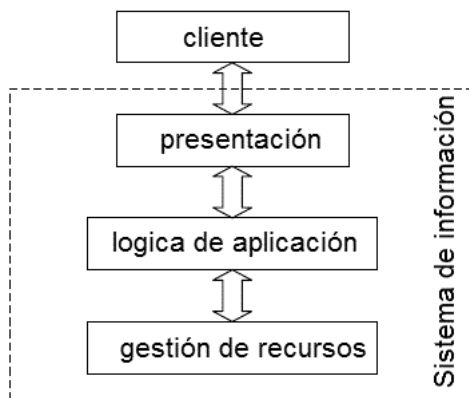 cliente
presentación
logica de aplicación
gestión de recursos
Sistema de información